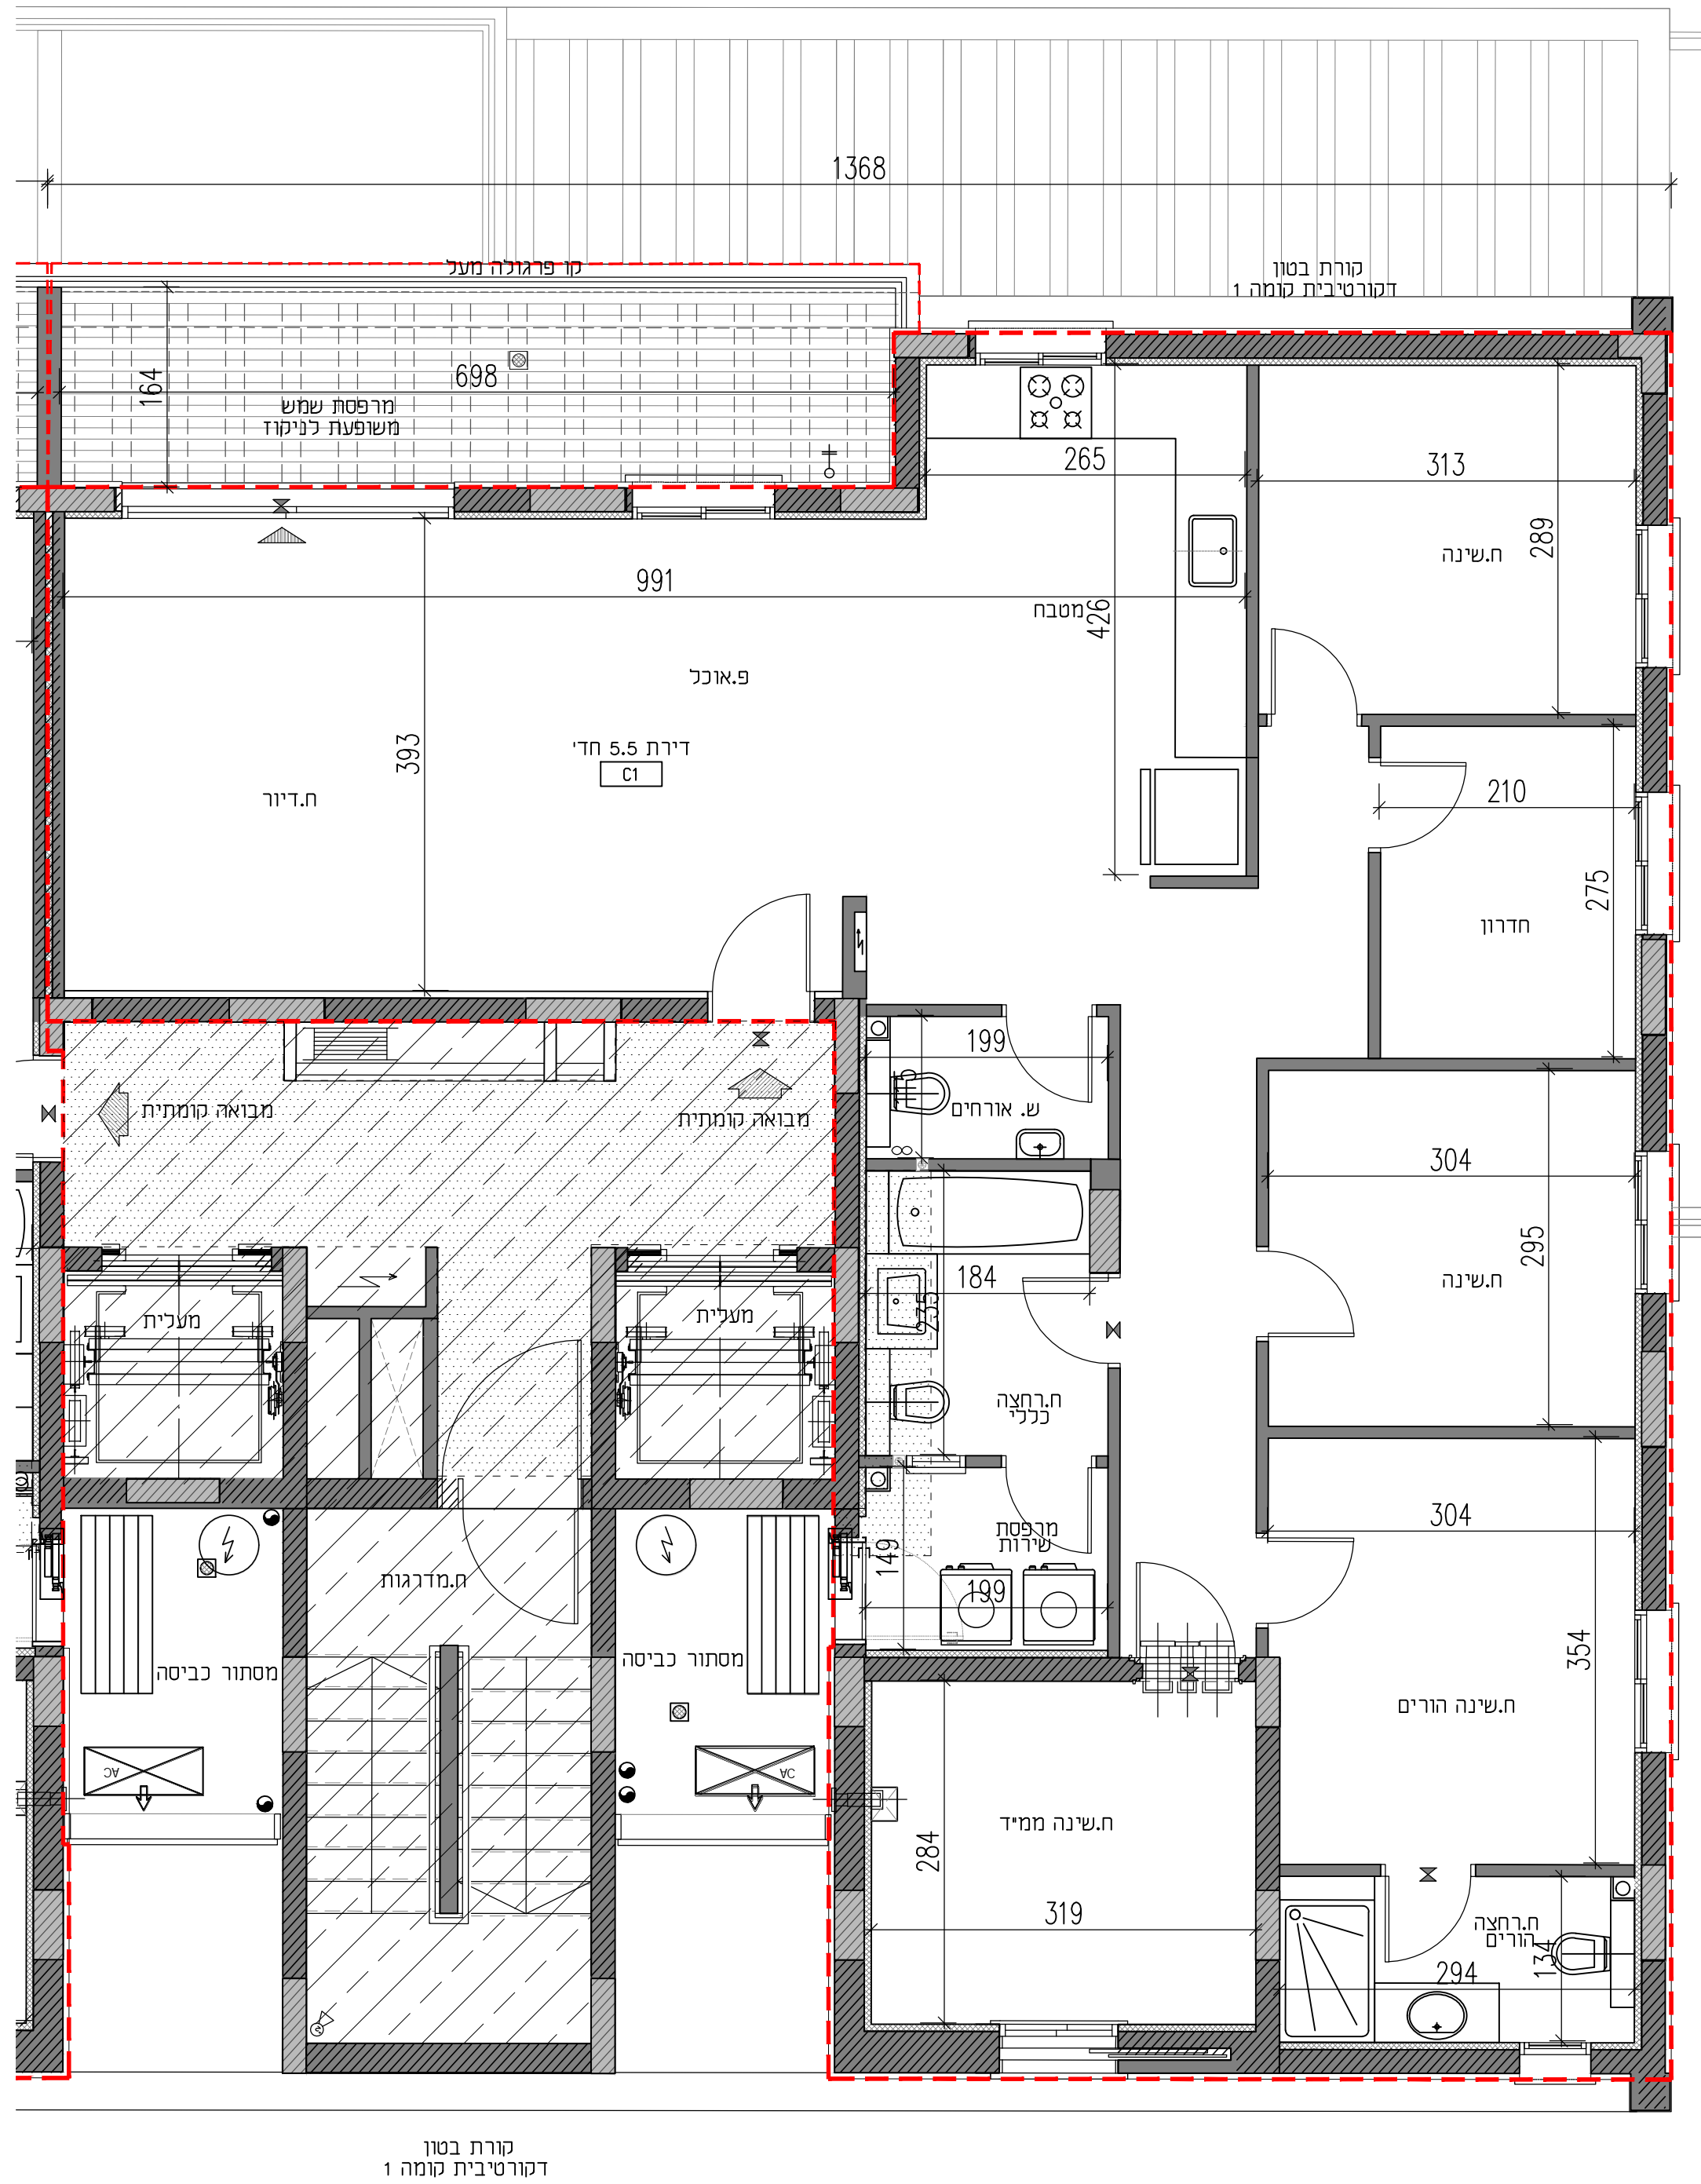 1368
קו פרגולה מעל
קורת בטון
דקורטיבית קומה 1
164
698
מרפסת שמש
משופעת לניקוז
265
313
289
ח.שינה
991
426
מטבח
פ.אוכל
393
דירת 5.5 חד'
C1
ח.דיור
210
275
חדרון
199
ש. אורחים
מבואה קומתית
מבואה קומתית
304
295
ח.שינה
184
235
מעלית
מעלית
ח.רחצה
כללי
מרפסת
שירות
149
199
304
354
ח.שינה הורים
ח.מדרגות
מסתור כביסה
מסתור כביסה
AC
AC
ח.שינה ממ"ד
284
319
ח.רחצה
הורים
134
294
קורת בטון
דקורטיבית קומה 1